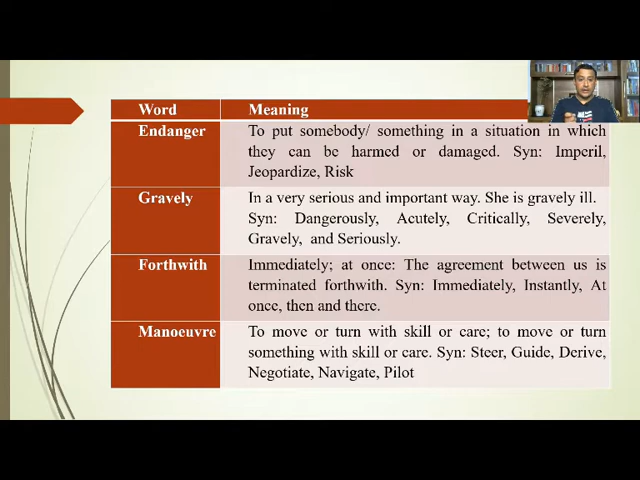 Word Meaning
Endanger To put somebody/ something in a situation in which
they can be harmed or damaged. Syn: Imperil,
Jeopardize, Risk
Gravely In a very serious and important way. She is gravely ill.
Syn: Dangerously, Acutely, Critically, Severely,
Gravely, and Seriously.
Forthwith Immediately; at once: The agreement between us is
terminated forthwith. Syn: Immediately, Instantly, At
once, then and there.
Manoeuvre To move or turn with skill or care; to move or turn
something with skill or care. Syn: Steer, Guide, Derive,
Negotiate, Navigate, Pilot